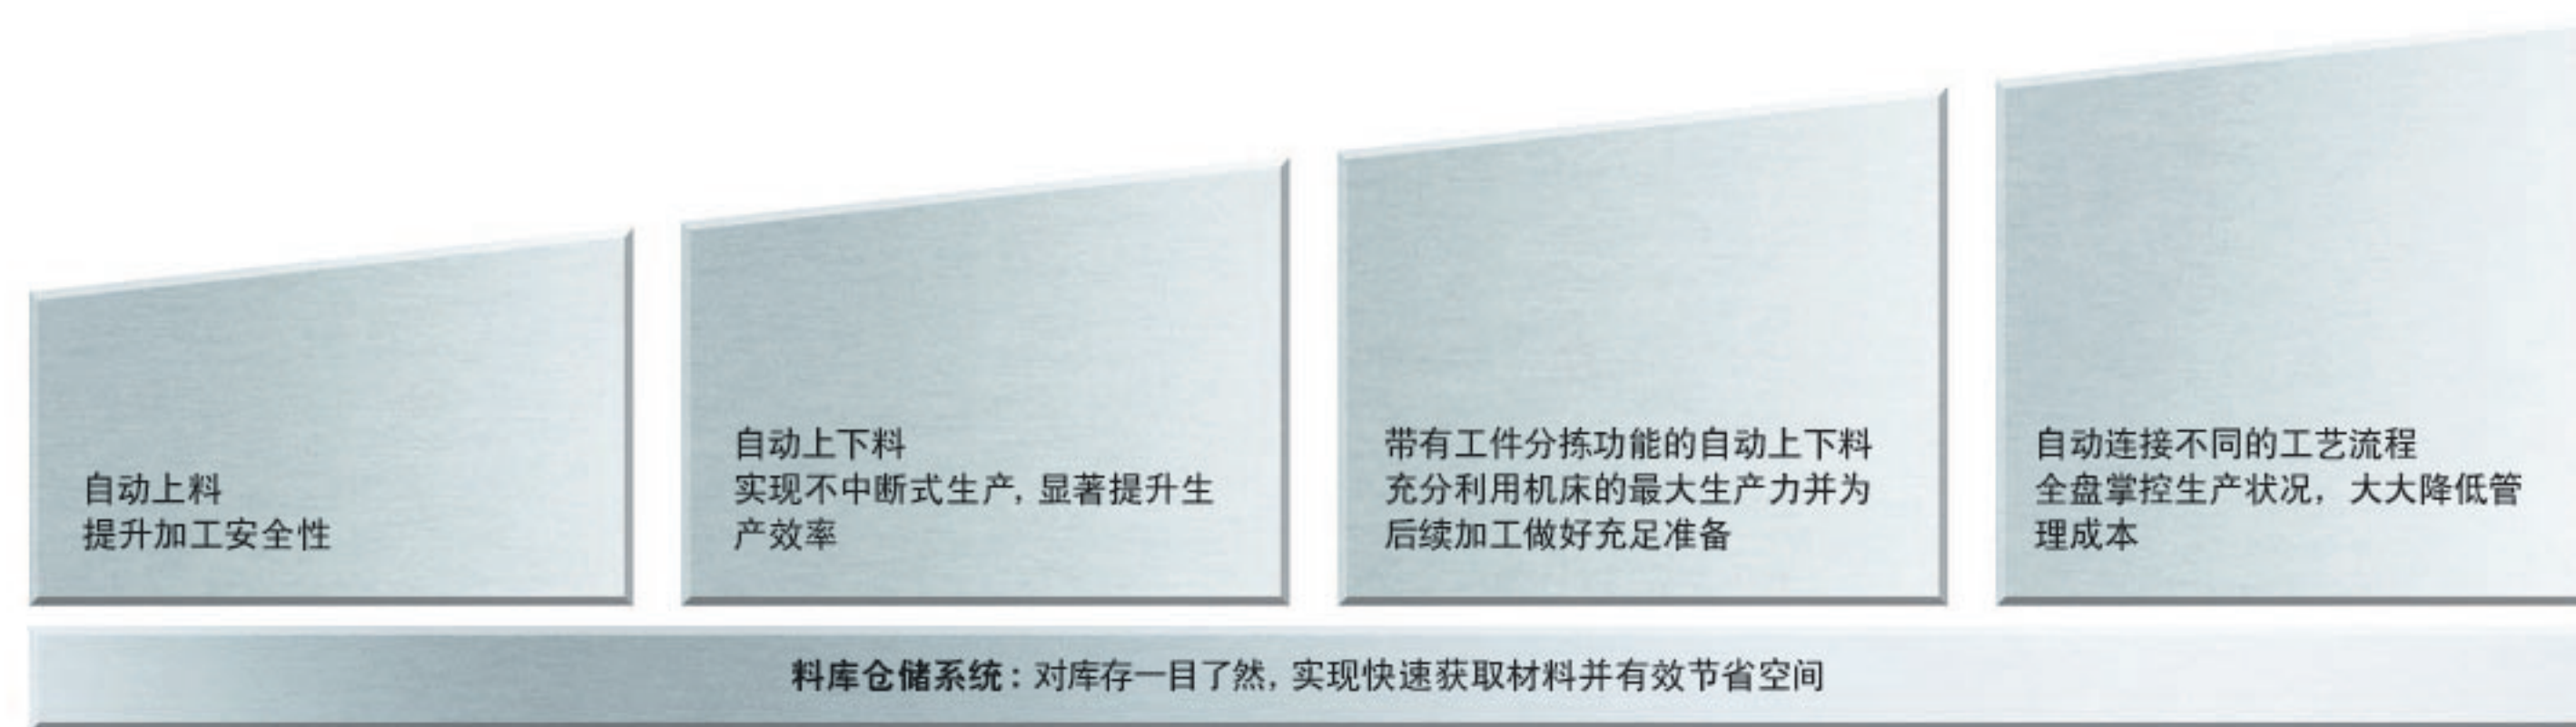 自动上料
提升加工安全性
自动上下料
实现不中断式生产, 显著提升生
产效率
带有工件分拣功能的自动上下料
充分利用机床的最大生产力并为
后续加工做好充足准备
自动连接不同的工艺流程
全盘掌控生产状况，大大降低管
理成本
料库仓储系统：对库存一目了然, 实现快速获取材料并有效节省空间